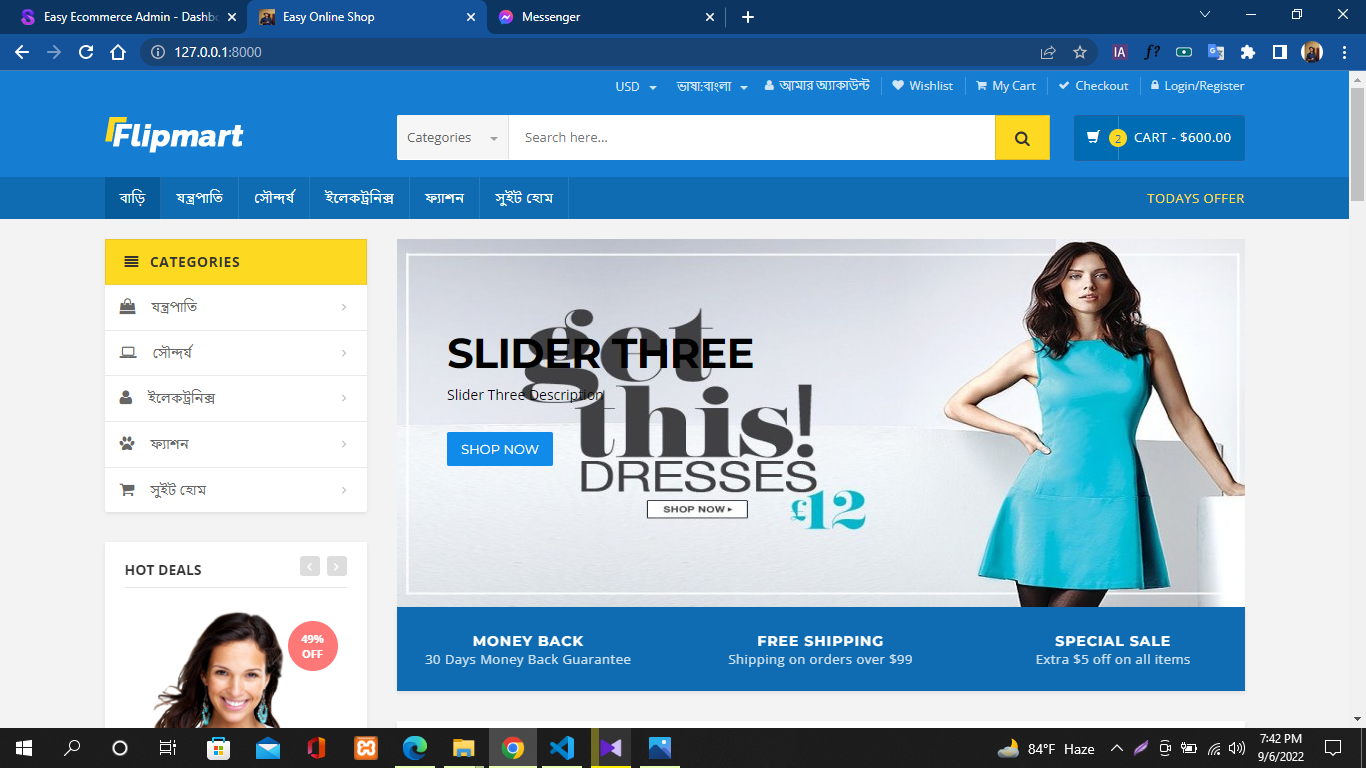 Easy Ecommerce Admin - Dashbo
Easy Online Shop
Messenger
127.0.0.1:8000
USD
ভাষা:বাংলা
আমার অ্যাকাউন্ট
Wishlist
My Cart
Checkout
Login/Register
Flipmart
Categories
Search here...
2
CART - $600.00
বাড়ি
যন্ত্রপাতি
সৌন্দর্য
ইলেকট্রনিক্স
ফ্যাশন
সুইট হোম
TODAYS OFFER
CATEGORIES
যন্ত্রপাতি
সৌন্দর্য
ইলেকট্রনিক্স
ফ্যাশন
সুইট হোম
get
SLIDER THREE
Slider Three Description
this!
SHOP NOW
DRESSES
SHOP NOW
£12
HOT DEALS
49%
OFF
MONEY BACK
30 Days Money Back Guarantee
FREE SHIPPING
Shipping on orders over $99
SPECIAL SALE
Extra $5 off on all items
IA
f?
84°F Haze
7:42 PM
9/6/2022